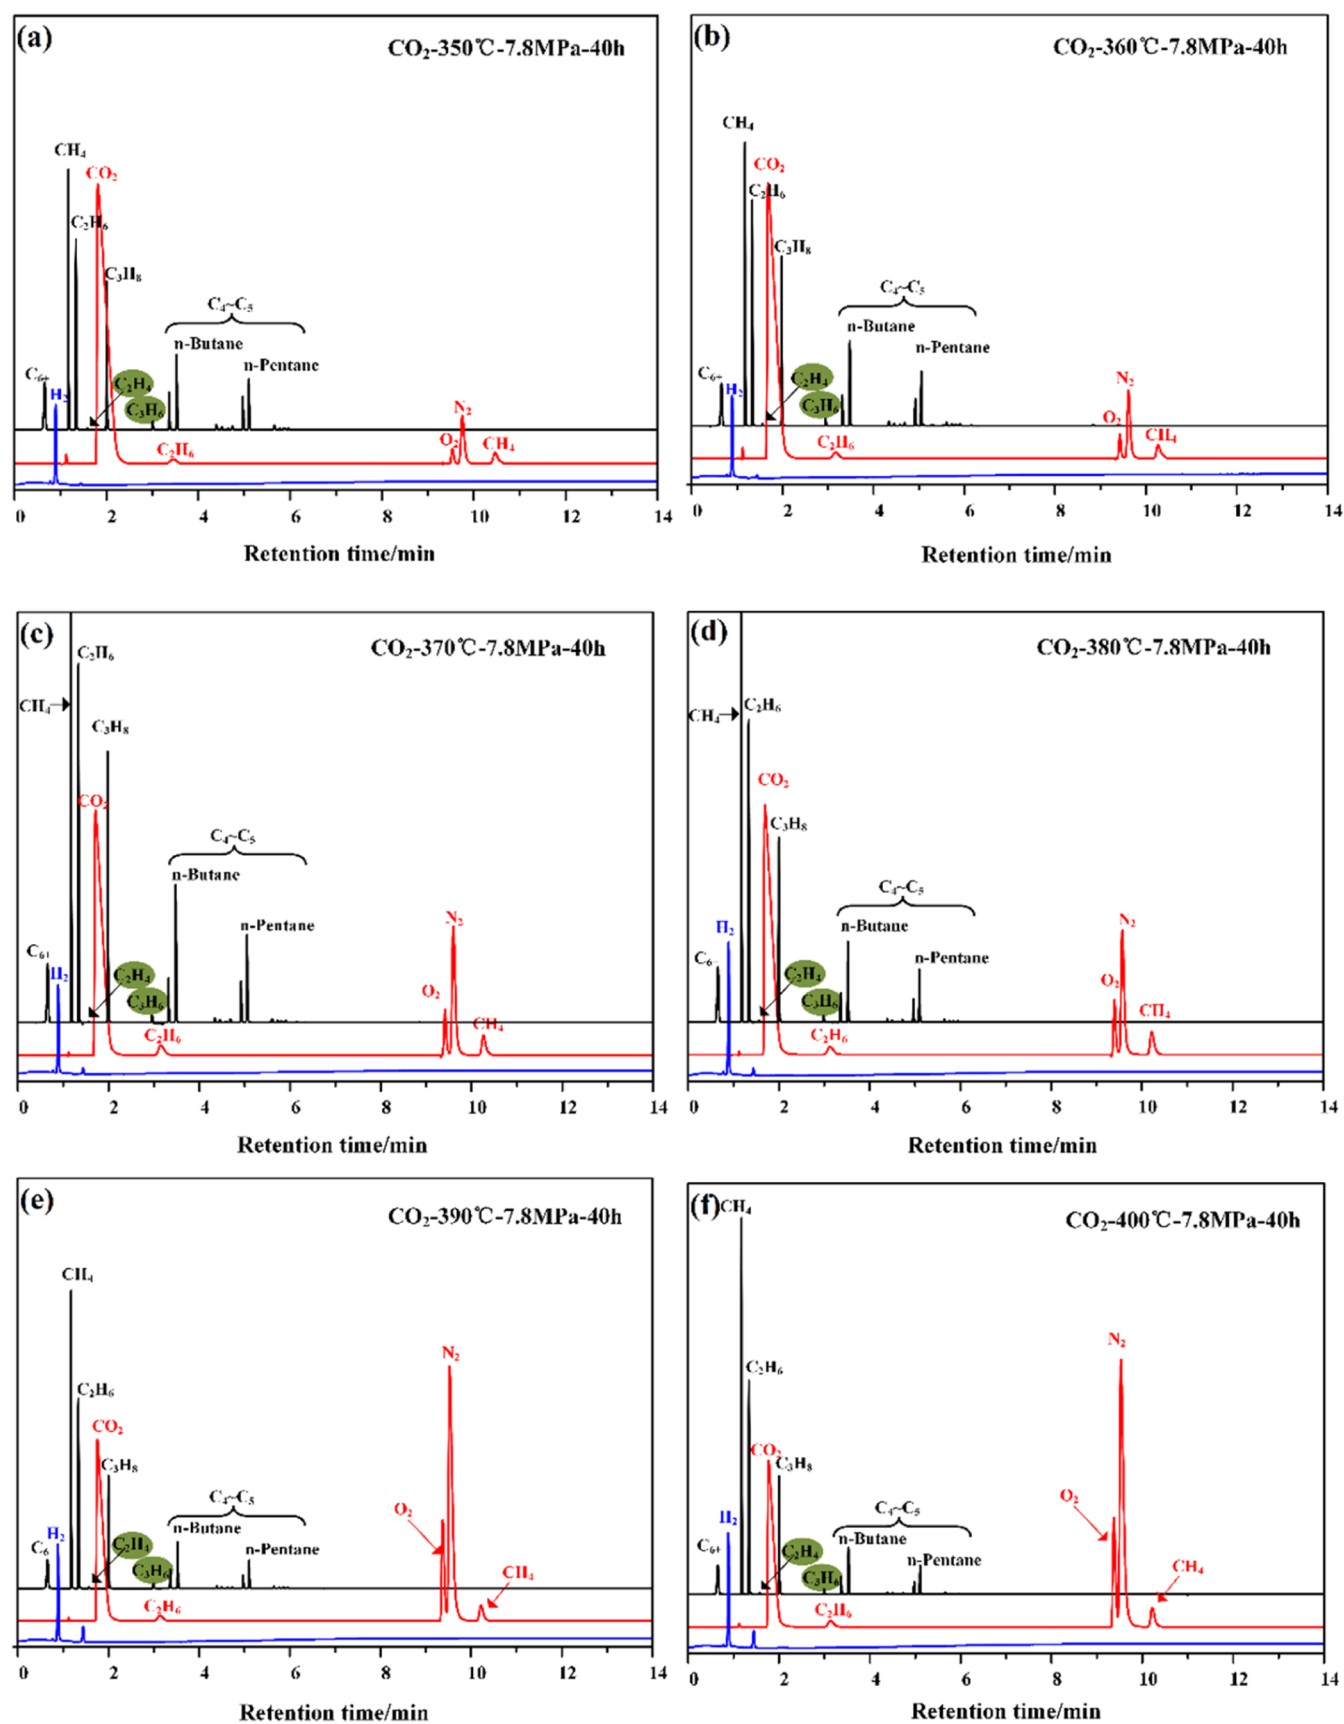 (a) CO₂-350℃-7.8MPa-40h
CH₄
CO₂
C₂H₆
C₃H₈
C₄~C₅
n-Butane
n-Pentane
C₆₊
H₂
C₂H₄
C₃H₆
C₂H₆
O₂
N₂
CH₄
0 2 4 6 8 10 12 14
Retention time/min
(b) CO₂-360℃-7.8MPa-40h
CH₄
CO₂
C₂H₆
C₃H₈
C₄~C₅
n-Butane
n-Pentane
C₆₊
H₂
C₂H₄
C₃H₆
C₂H₆
O₂
N₂
CH₄
0 2 4 6 8 10 12 14
Retention time/min
(c) CO₂-370℃-7.8MPa-40h
C₂H₆
CH₄
C₃H₈
CO₂
C₄~C₅
n-Butane
n-Pentane
C₆₊
H₂
C₂H₄
C₃H₆
C₂H₆
O₂
N₂
CH₄
0 2 4 6 8 10 12 14
Retention time/min
(d) CO₂-380℃-7.8MPa-40h
CH₄
C₂H₆
CO₂
C₃H₈
C₄~C₅
n-Butane
n-Pentane
H₂
C₆
C₂H₄
C₃H₆
C₂H₆
O₂
N₂
CH₄
0 2 4 6 8 10 12 14
Retention time/min
(e) CO₂-390℃-7.8MPa-40h
CH₄
C₂H₆
CO₂
C₃H₈
C₄~C₅
n-Butane
n-Pentane
H₂
C₆
C₂H₄
C₃H₆
C₂H₆
O₂
N₂
CH₄
0 2 4 6 8 10 12 14
Retention time/min
(f) CH₄ CO₂-400℃-7.8MPa-40h
C₂H₆
CO₂
C₃H₈
C₄~C₅
n-Butane
n-Pentane
H₂
C₆₊
C₂H₄
C₃H₆
C₂H₆
O₂
N₂
CH₄
0 2 4 6 8 10 12 14
Retention time/min